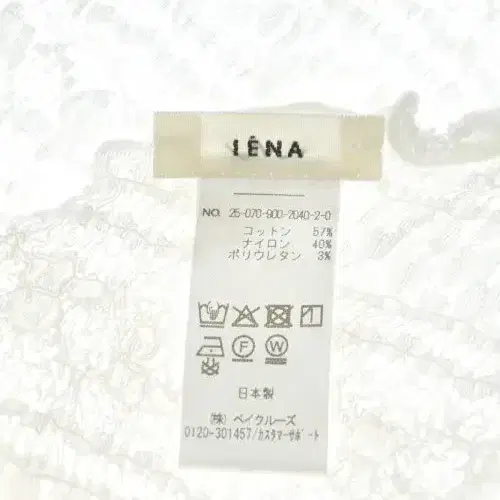 IÉNA
NO. 25-070-900-2040-2-0
コットン 57%
ナイロン 40%
ポリウレタン 3%
F W
日本製
(株) ベイクルーズ
0120-301457/カスタマーサポート